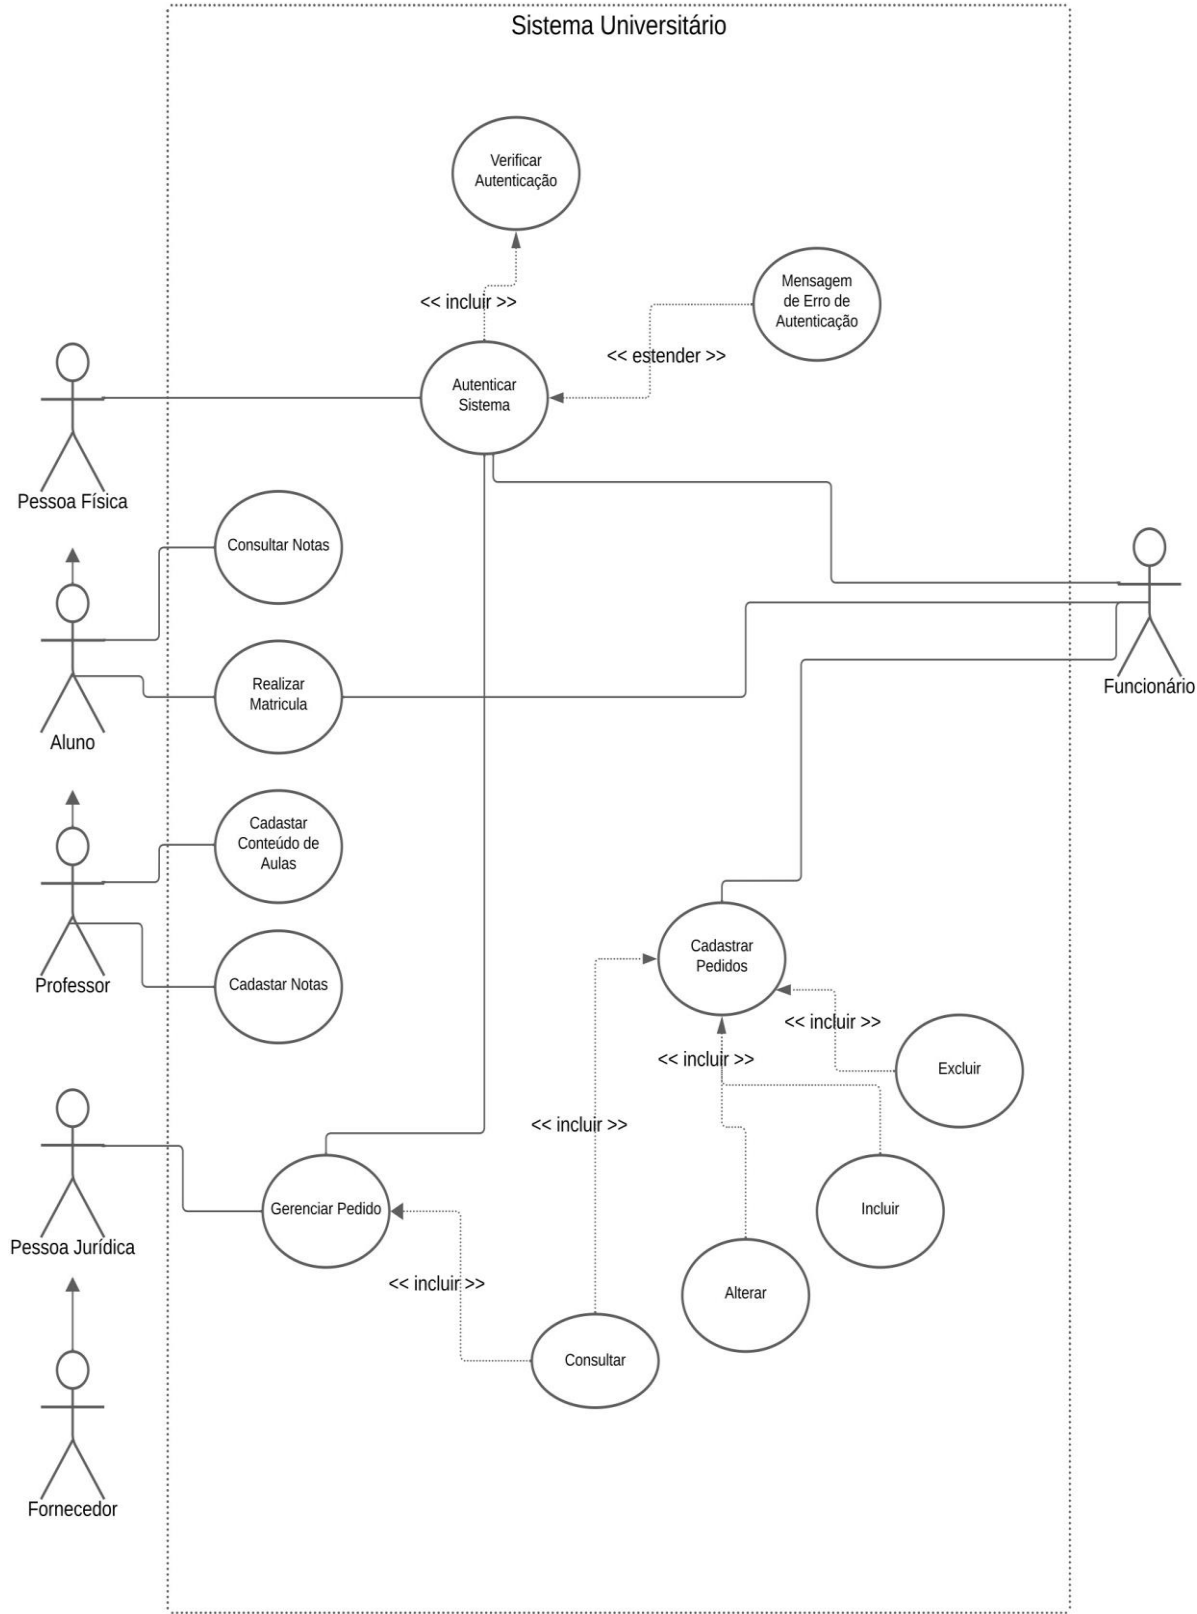 Sistema Universitário
Verificar
Autenticação
Mensagem
de Erro de
Autenticação
<< incluir >>
<< estender >>
Autenticar
Sistema
Pessoa Física
Consultar Notas
Realizar
Matricula
Funcionário
Aluno
Cadastar
Conteúdo de
Aulas
Cadastrar
Pedidos
Professor
Cadastar Notas
<< incluir >>
<< incluir >>
Excluir
<< incluir >>
Pessoa Jurídica
Gerenciar Pedido
Incluir
<< incluir >>
Alterar
Consultar
Fornecedor